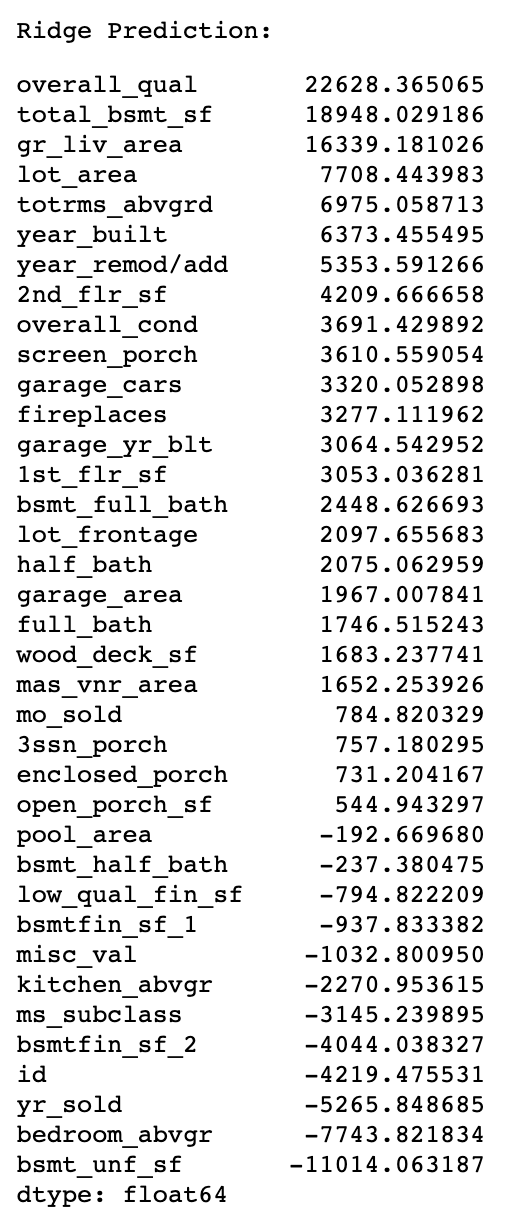 Ridge Prediction:
overall_qual 22628.365065
total_bsmt_sf 18948.029186
gr_liv_area 16339.181026
lot_area 7708.443983
totrms_abvgrd 6975.058713
year_built 6373.455495
year_remod/add 5353.591266
2nd_flr_sf 4209.666658
overall_cond 3691.429892
screen_porch 3610.559054
garage_cars 3320.052898
fireplaces 3277.111962
garage_yr_blt 3064.542952
1st_flr_sf 3053.036281
bsmt_full_bath 2448.626693
lot_frontage 2097.655683
half_bath 2075.062959
garage_area 1967.007841
full_bath 1746.515243
wood_deck_sf 1683.237741
mas_vnr_area 1652.253926
mo_sold 784.820329
3ssn_porch 757.180295
enclosed_porch 731.204167
open_porch_sf 544.943297
pool_area -192.669680
bsmt_half_bath -237.380475
low_qual_fin_sf -794.822209
bsmtfin_sf_1 -937.833382
misc_val -1032.800950
kitchen_abvgr -2270.953615
ms_subclass -3145.239895
bsmtfin_sf_2 -4044.038327
id -4219.475531
yr_sold -5265.848685
bedroom_abvgr -7743.821834
bsmt_unf_sf -11014.063187
dtype: float64